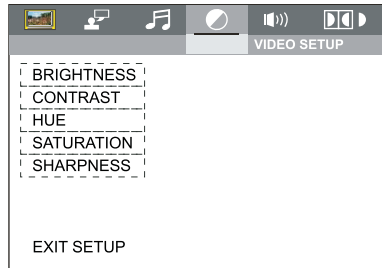 VIDEO SETUP
BRIGHTNESS
CONTRAST
HUE
SATURATION
SHARPNESS
EXIT SETUP